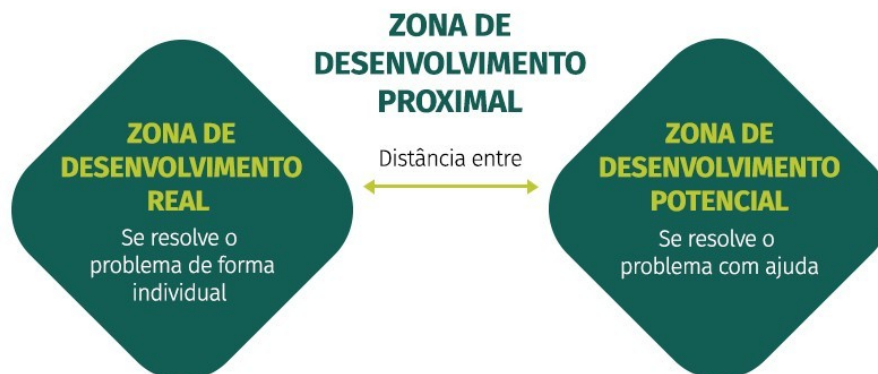 ZONA DE
DESENVOLVIMENTO
PROXIMAL
Distância entre
ZONA DE
DESENVOLVIMENTO
REAL
Se resolve o
problema de forma
individual
ZONA DE
DESENVOLVIMENTO
POTENCIAL
Se resolve o
problema com ajuda